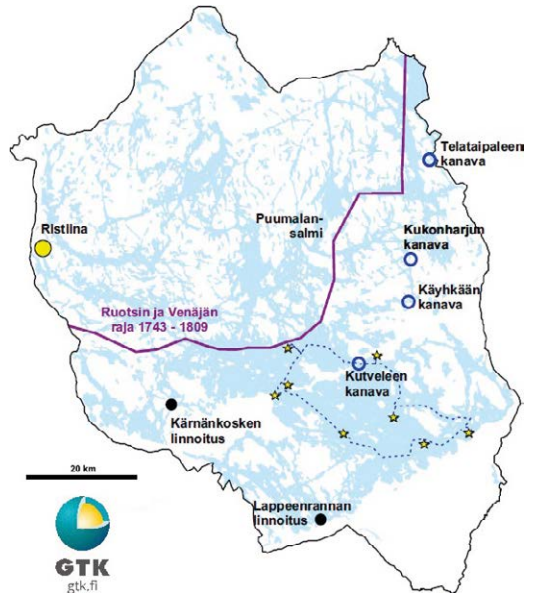 Telataipaleen
kanava
Puumalan-
salmi
Ristiina
Kukonharjun
kanava
Käyhkään
kanava
Ruotsin ja Venäjän
raja 1743 - 1809
Kutveleen
kanava
Kärnänkosken
linnoitus
20 km
Lappeenrannan
linnoitus
GTK
gtk.fi